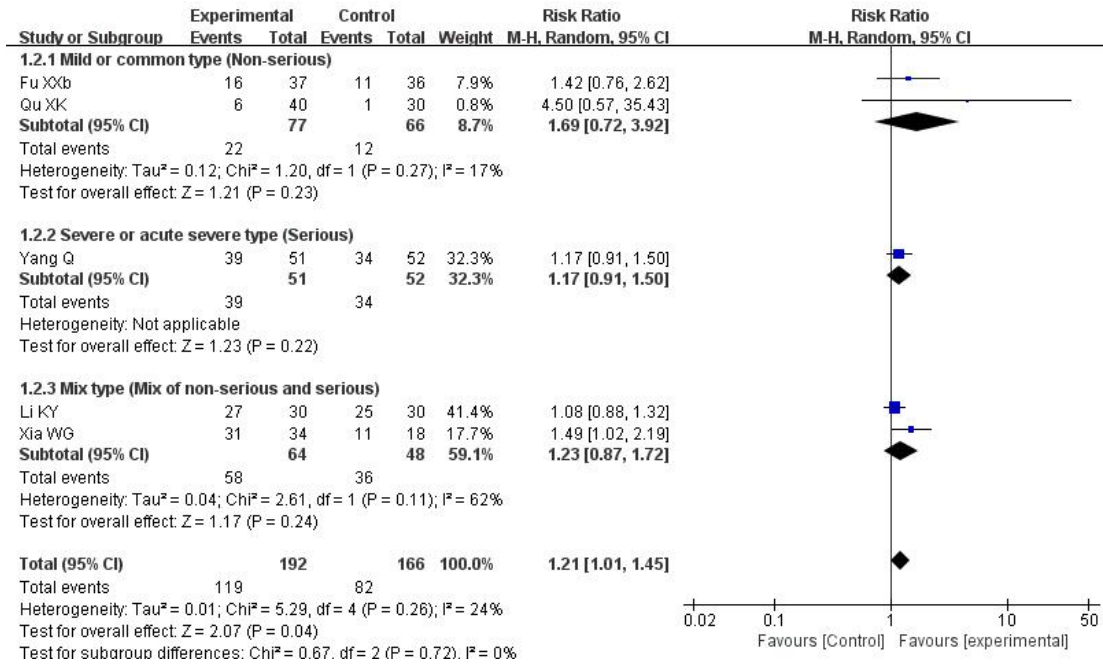 Experimental Control Risk Ratio Risk Ratio
Study or Subgroup Events Total Events Total Weight M-H, Random, 95% CI M-H, Random, 95% CI
1.2.1 Mild or common type (Non-serious)
Fu XXb 16 37 11 36 7.9% 1.42 [0.76, 2.62]
Qu XK 6 40 1 30 0.8% 4.50 [0.57, 35.43]
Subtotal (95% CI) 77 66 8.7% 1.69 [0.72, 3.92]
Total events 22 12
Heterogeneity: Tau² = 0.12; Chi² = 1.20, df = 1 (P = 0.27); I² = 17%
Test for overall effect: Z = 1.21 (P = 0.23)
1.2.2 Severe or acute severe type (Serious)
Yang Q 39 51 34 52 32.3% 1.17 [0.91, 1.50]
Subtotal (95% CI) 51 52 32.3% 1.17 [0.91, 1.50]
Total events 39 34
Heterogeneity: Not applicable
Test for overall effect: Z = 1.23 (P = 0.22)
1.2.3 Mix type (Mix of non-serious and serious)
Li KY 27 30 25 30 41.4% 1.08 [0.88, 1.32]
Xia WG 31 34 11 18 17.7% 1.49 [1.02, 2.19]
Subtotal (95% CI) 64 48 59.1% 1.23 [0.87, 1.72]
Total events 58 36
Heterogeneity: Tau² = 0.04; Chi² = 2.61, df = 1 (P = 0.11); I² = 62%
Test for overall effect: Z = 1.17 (P = 0.24)
Total (95% CI) 192 166 100.0% 1.21 [1.01, 1.45]
Total events 119 82
Heterogeneity: Tau² = 0.01; Chi² = 5.29, df = 4 (P = 0.26); I² = 24%
Test for overall effect: Z = 2.07 (P = 0.04)
Test for subgroup differences: Chi² = 0.67, df = 2 (P = 0.72), I² = 0%
0.02 0.1 1 10 50
Favours [Control] Favours [experimental]